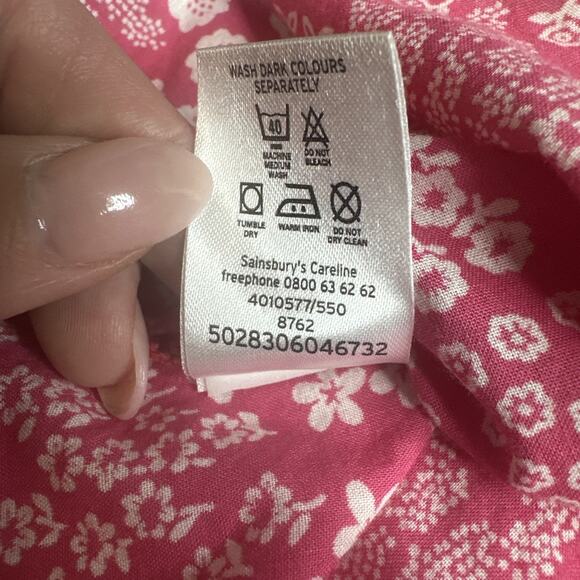 WASH DARK COLOURS
SEPARATELY
40
MACHINE MEDIUM WASH
DO NOT BLEACH
TUMBLE DRY
WARM IRON
DO NOT DRY CLEAN
Sainsbury's Careline
freephone 0800 63 62 62
4010577/550
8762
5028306046732